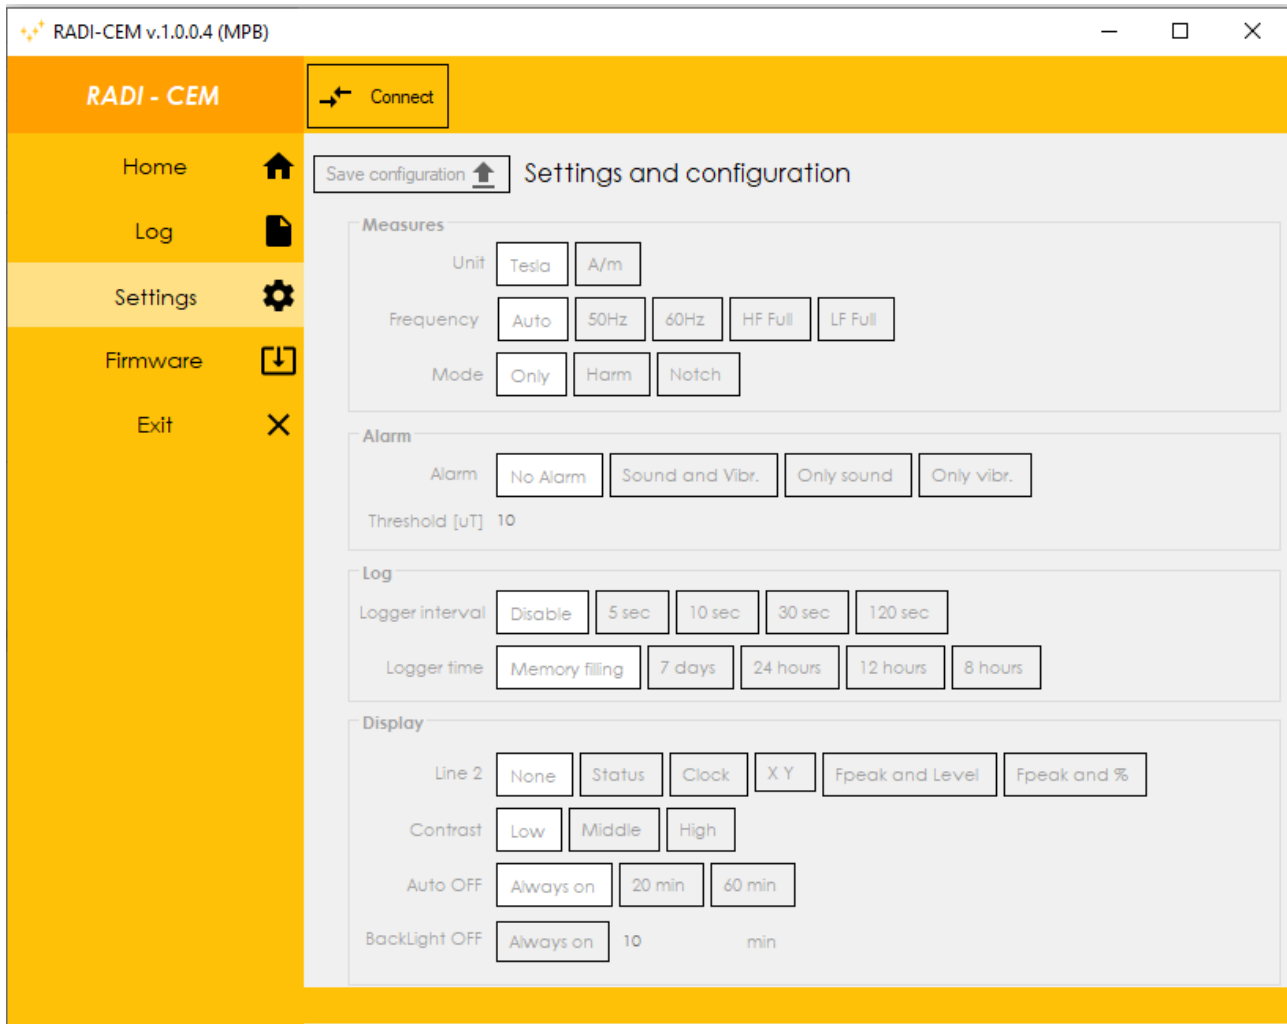 RADI-CEM v.1.0.0.4 (MPB)
RADI - CEM
Connect
Home
Log
Settings
Firmware
Exit
Save configuration
Settings and configuration
Measures
Unit Tesla A/m
Frequency Auto 50Hz 60Hz HF Full LF Full
Mode Only Harm Notch
Alarm
Alarm No Alarm Sound and Vibr. Only sound Only vibr.
Threshold [uT] 10
Log
Logger interval Disable 5 sec 10 sec 30 sec 120 sec
Logger time Memory filling 7 days 24 hours 12 hours 8 hours
Display
Line 2 None Status Clock X Y Fpeak and Level Fpeak and %
Contrast Low Middle High
Auto OFF Always on 20 min 60 min
BackLight OFF Always on 10 min